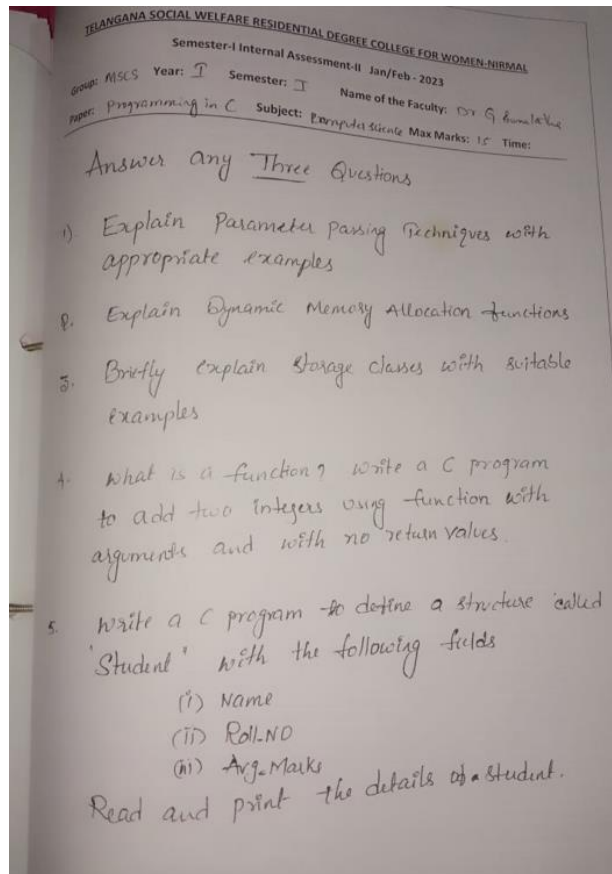 TELANGANA SOCIAL WELFARE RESIDENTIAL DEGREE COLLEGE FOR WOMEN-NIRMAL
Semester-I Internal Assessment-II Jan/Feb - 2023
Group: MSCS Year: I Semester: I Name of the Faculty: Dr G
Paper: Programming in C Subject: Computer Science Max Marks: 15 Time:
Answer any Three Questions
1). Explain Parameter Passing Techniques with
appropriate examples
2. Explain Dynamic Memory Allocation functions
3. Briefly explain storage classes with suitable
examples
4. What is a function? Write a C program
to add two integers using function with
arguments and with no return values.
5. Write a C program to define a structure called
"Student" with the following fields
(i) Name
(ii) Roll-NO
(iii) Avg-Marks
Read and print the details of a student.